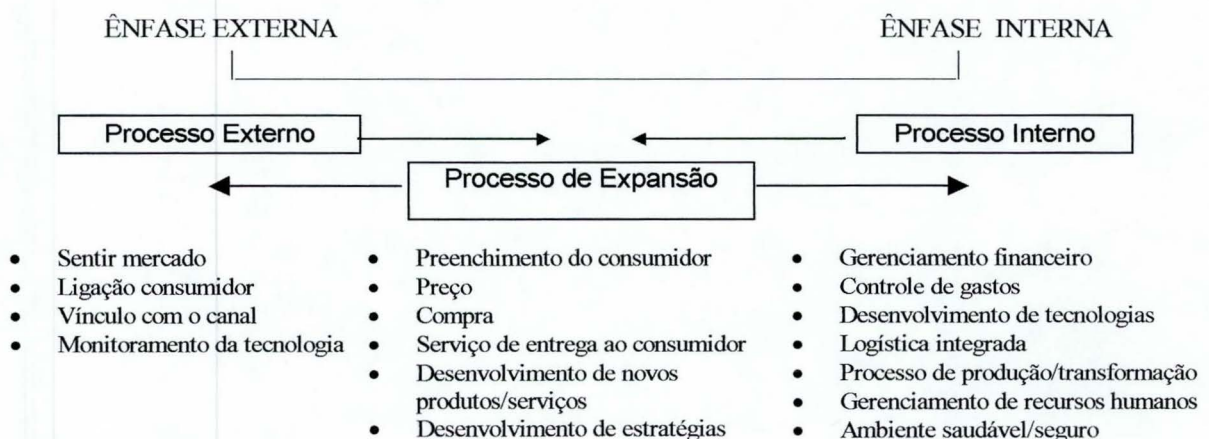 ÊNFASE EXTERNA
ÊNFASE INTERNA
Processo Externo
Processo Interno
Processo de Expansão
• Sentir mercado
• Ligação consumidor
• Vínculo com o canal
• Monitoramento da tecnologia
• Preenchimento do consumidor
• Preço
• Compra
• Serviço de entrega ao consumidor
• Desenvolvimento de novos
produtos/serviços
• Desenvolvimento de estratégias
• Gerenciamento financeiro
• Controle de gastos
• Desenvolvimento de tecnologias
• Logística integrada
• Processo de produção/transformação
• Gerenciamento de recursos humanos
• Ambiente saudável/seguro